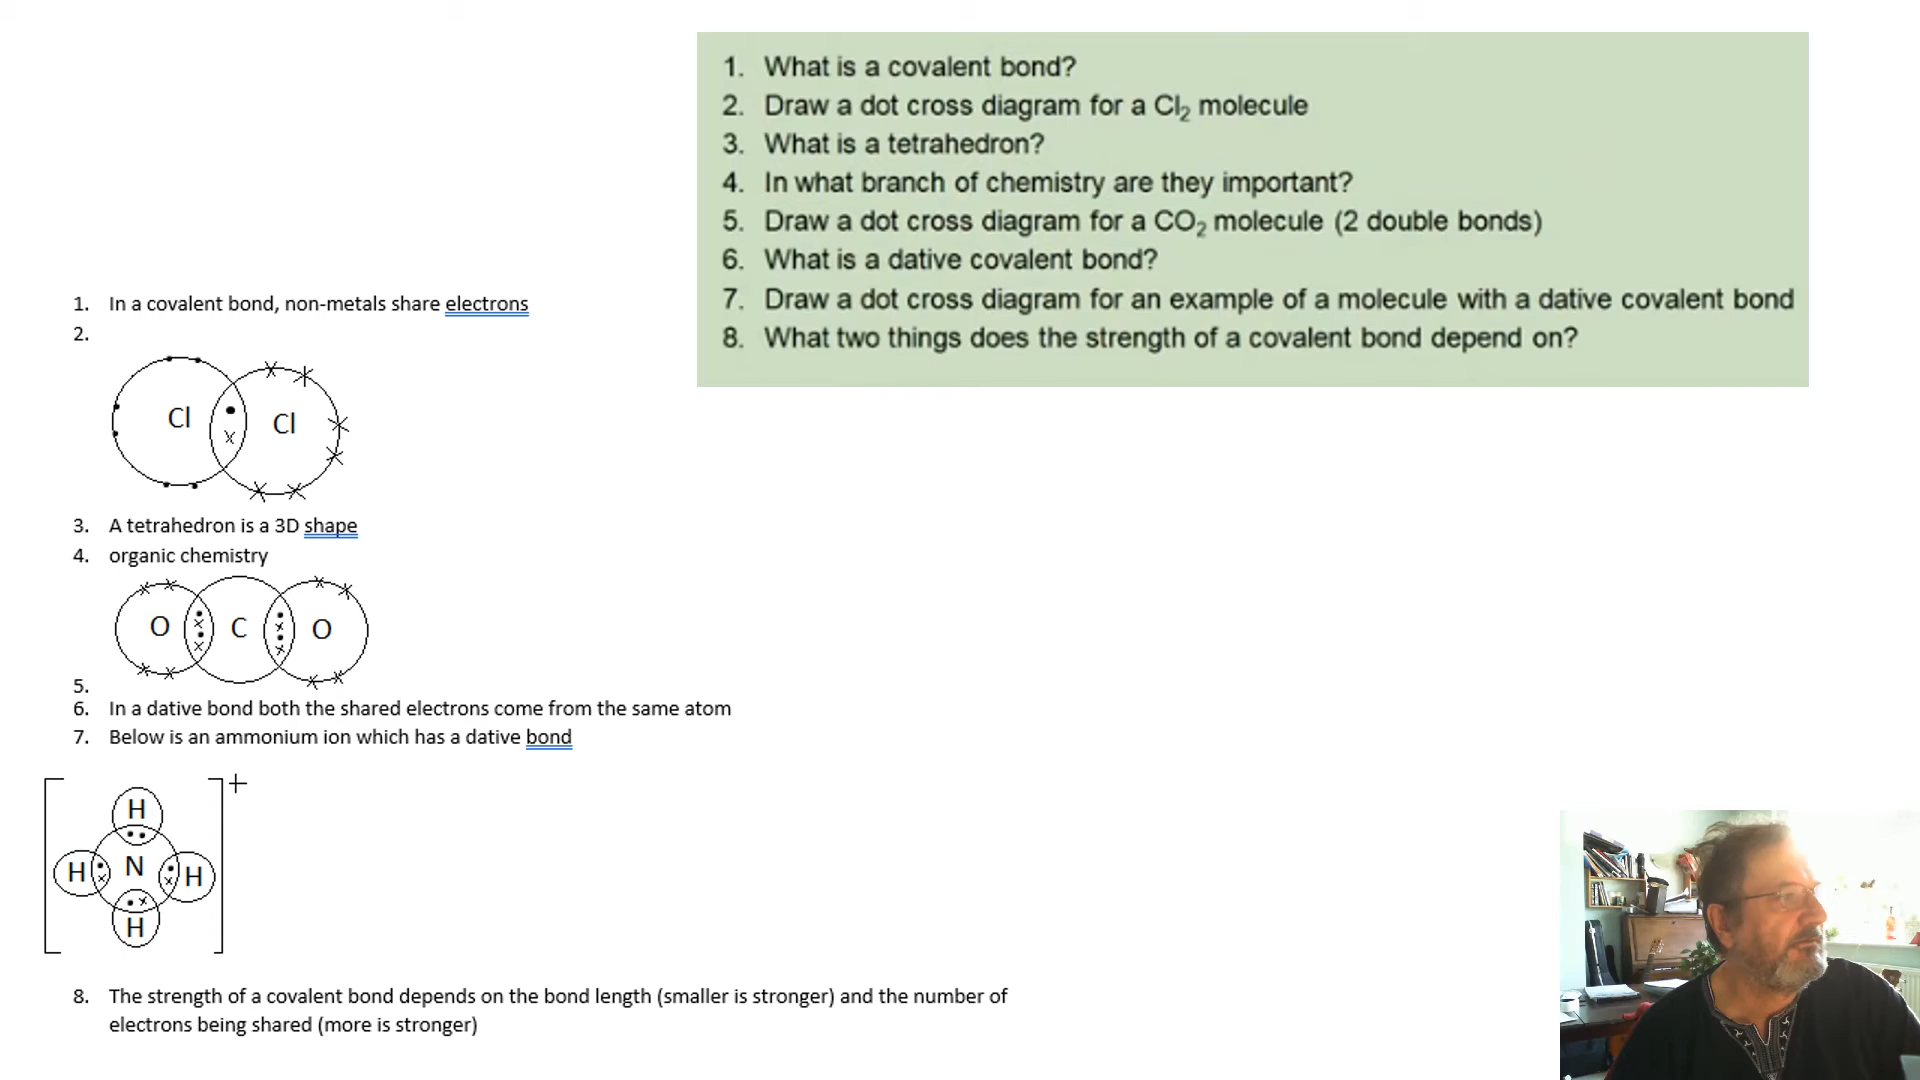 1. What is a covalent bond?
2. Draw a dot cross diagram for a Cl₂ molecule
3. What is a tetrahedron?
4. In what branch of chemistry are they important?
5. Draw a dot cross diagram for a CO₂ molecule (2 double bonds)
6. What is a dative covalent bond?
7. Draw a dot cross diagram for an example of a molecule with a dative covalent bond
8. What two things does the strength of a covalent bond depend on?
1. In a covalent bond, non-metals share electrons
2.
Cl Cl
3. A tetrahedron is a 3D shape
4. organic chemistry
O C O
5.
6. In a dative bond both the shared electrons come from the same atom
7. Below is an ammonium ion which has a dative bond
+
H
H N H
H
8. The strength of a covalent bond depends on the bond length (smaller is stronger) and the number of
electrons being shared (more is stronger)